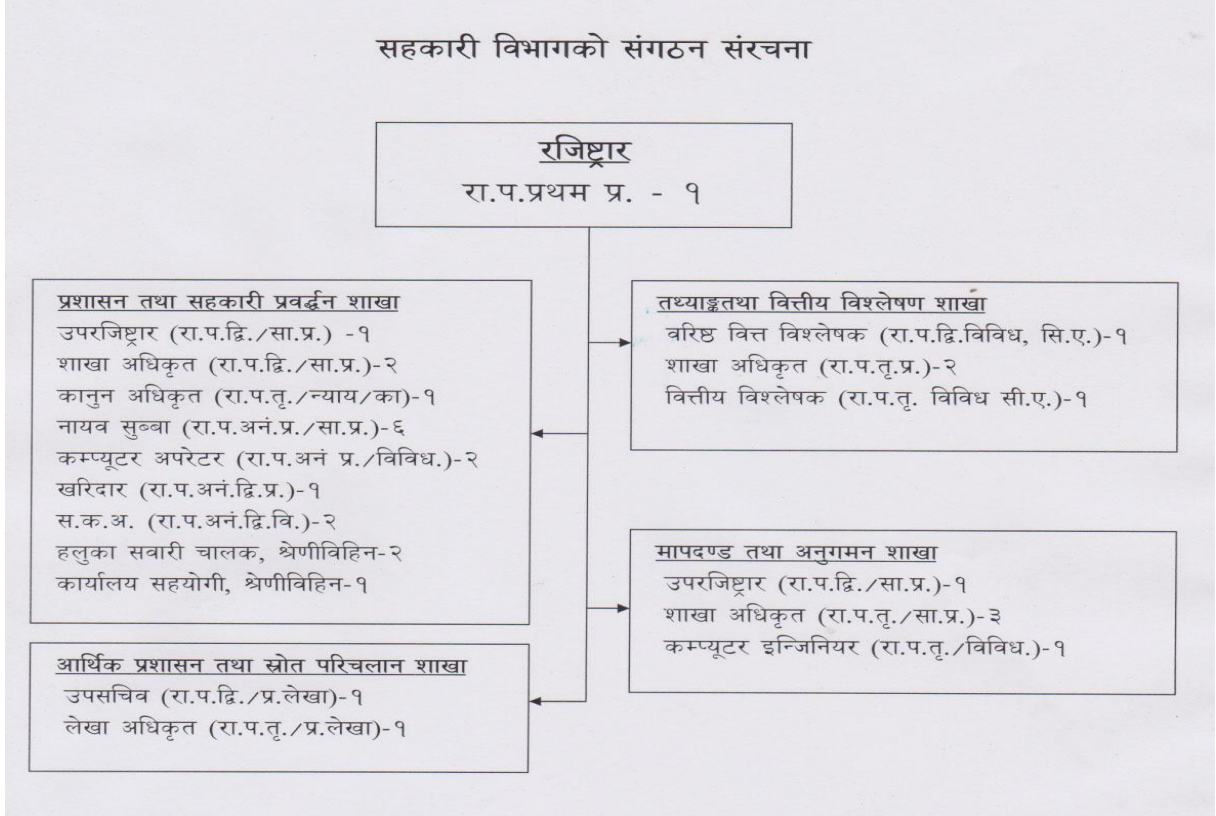 सहकारी विभागको संगठन संरचना
रजिष्ट्रार
रा.प.प्रथम प्र. - १
प्रशासन तथा सहकारी प्रवर्द्धन शाखा
उपरजिष्ट्रार (रा.प.द्वि./सा.प्र.) -१
शाखा अधिकृत (रा.प.द्वि./सा.प्र.)-२
कानुन अधिकृत (रा.प.तृ./न्याय/का)-१
नायव सुब्बा (रा.प.अनं.प्र./सा.प्र.)-६
कम्प्यूटर अपरेटर (रा.प.अनं प्र./विविध.)-२
खरिदार (रा.प.अनं.द्वि.प्र.)-१
स.क.अ. (रा.प.अनं.द्वि.वि.)-२
हलुका सवारी चालक, श्रेणीविहिन-२
कार्यालय सहयोगी, श्रेणीविहिन-१
आर्थिक प्रशासन तथा स्रोत परिचलान शाखा
उपसचिव (रा.प.द्वि./प्र.लेखा)-१
लेखा अधिकृत (रा.प.तृ./प्र.लेखा)-१
तथ्याङ्कतथा वित्तीय विश्लेषण शाखा
वरिष्ठ वित्त विश्लेषक (रा.प.द्वि.विविध, सि.ए.)-१
शाखा अधिकृत (रा.प.तृ.प्र.)-२
वित्तीय विश्लेषक (रा.प.तृ. विविध सी.ए.)-१
मापदण्ड तथा अनुगमन शाखा
उपरजिष्ट्रार (रा.प.द्वि./सा.प्र.)-१
शाखा अधिकृत (रा.प.तृ./सा.प्र.)-३
कम्प्यूटर इन्जिनियर (रा.प.तृ./विविध.)-१